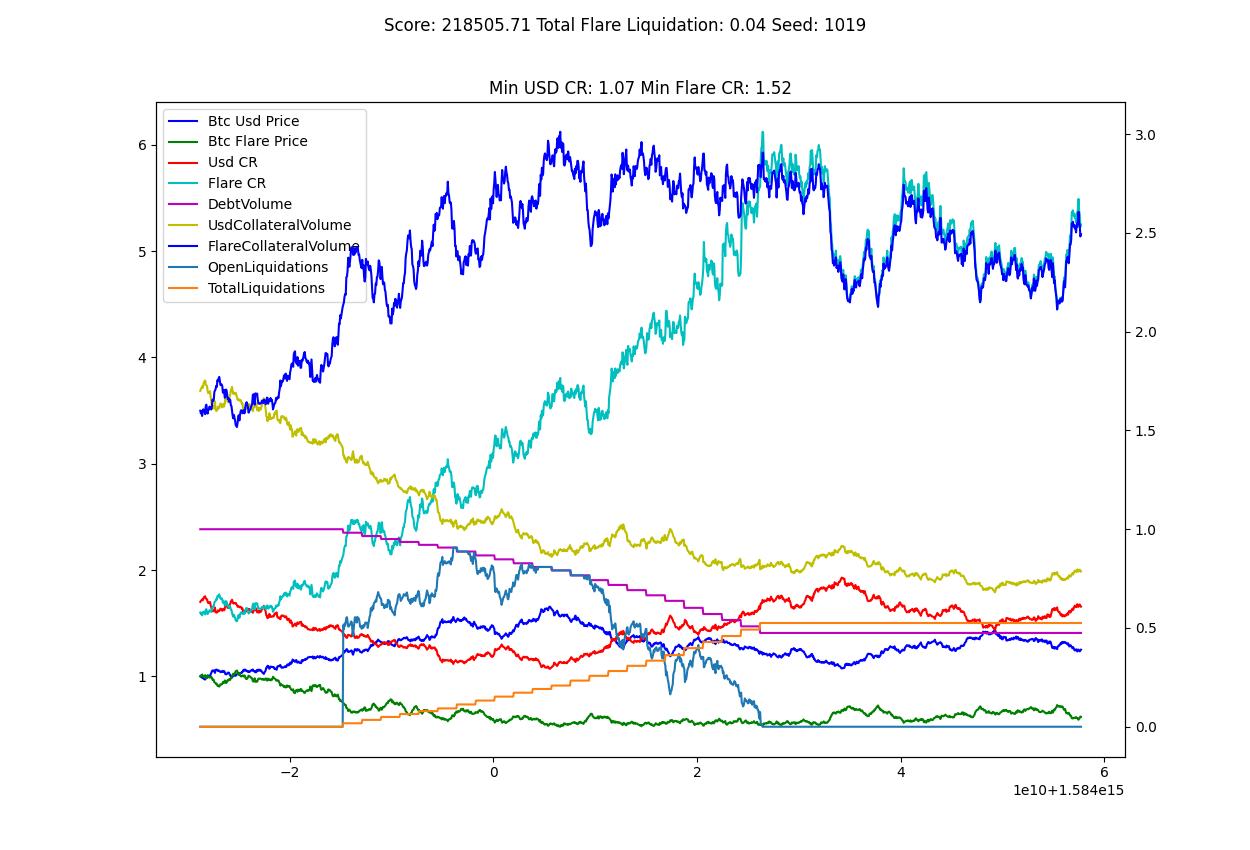 Score: 218505.71 Total Flare Liquidation: 0.04 Seed: 1019
Min USD CR: 1.07 Min Flare CR: 1.52
Btc Usd Price
Btc Flare Price
Usd CR
Flare CR
DebtVolume
UsdCollateralVolume
FlareCollateralVolume
OpenLiquidations
TotalLiquidations
6
5
4
3
2
1
3.0
2.5
2.0
1.5
1.0
0.5
0.0
−2
0
2
4
6
1e10+1.584e15